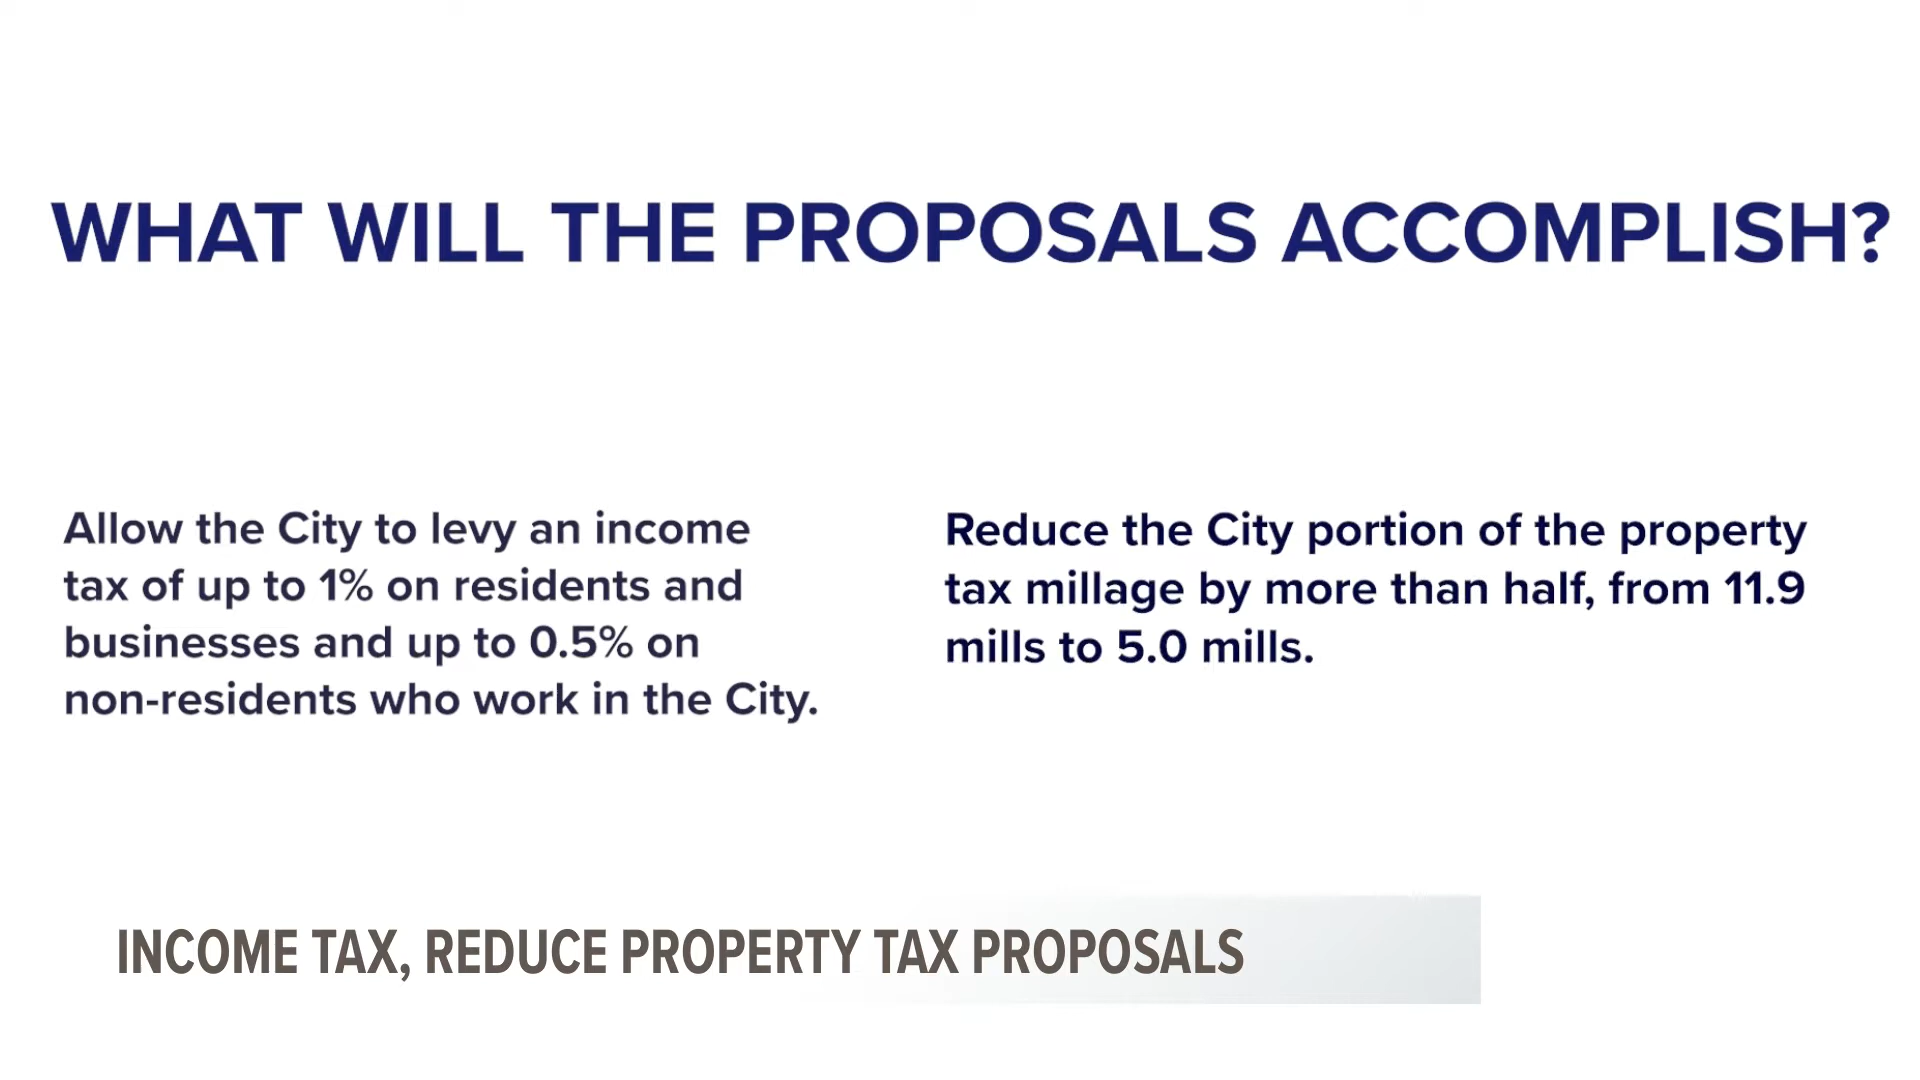 WHAT WILL THE PROPOSALS ACCOMPLISH?
Allow the City to levy an income
tax of up to 1% on residents and
businesses and up to 0.5% on
non-residents who work in the City.
Reduce the City portion of the property
tax millage by more than half, from 11.9
mills to 5.0 mills.
INCOME TAX, REDUCE PROPERTY TAX PROPOSALS